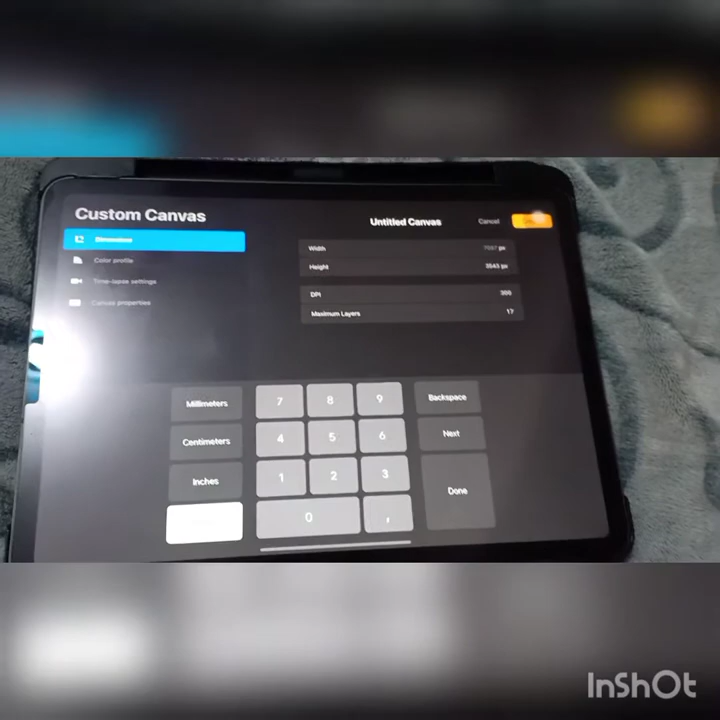 Custom Canvas
Untitled Canvas
Cancel
Dimensions
Color profile
Time-lapse settings
Canvas properties
Width
px
Height 3543 px
DPI 300
Maximum Layers 17
Millimeters 7 8 9 Backspace
Centimeters 4 5 6 Next
Inches 1 2 3 Done
0 ,
InShOt